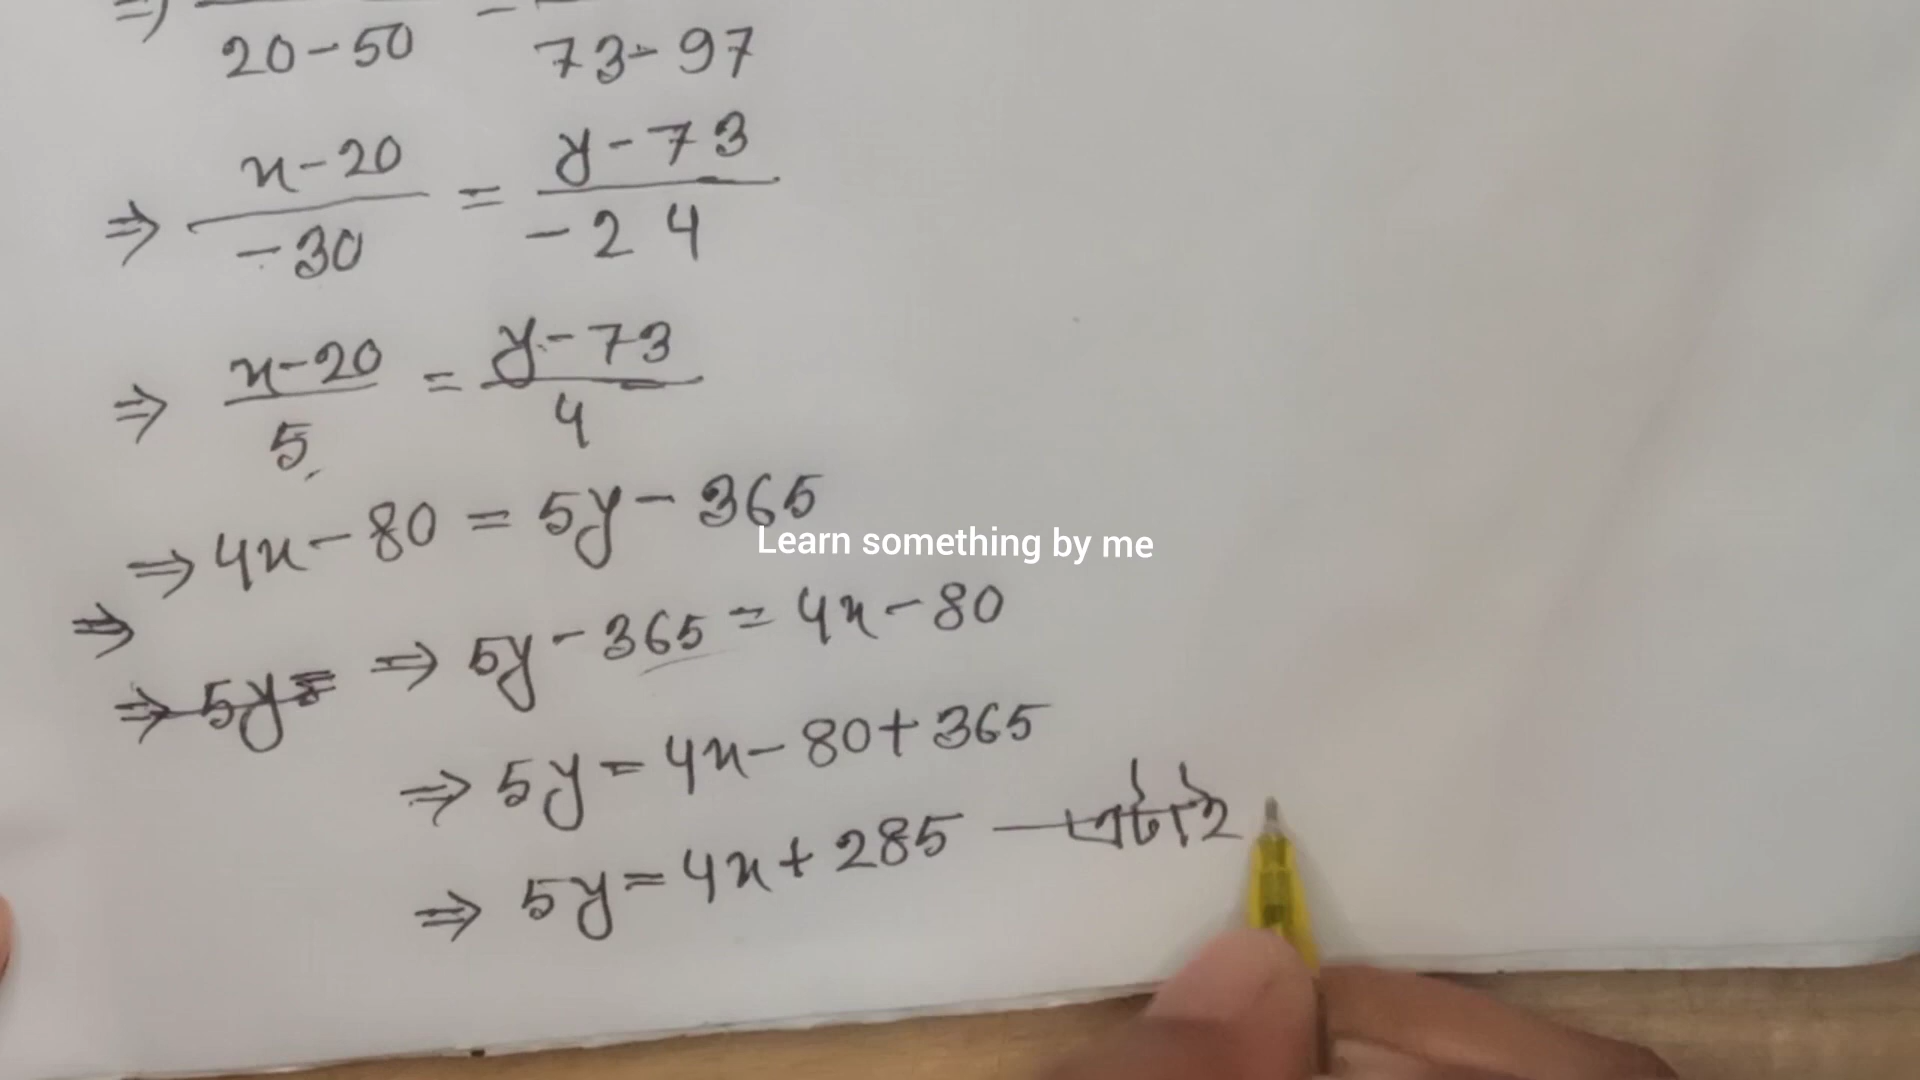 ⇒ 20-50 - 73-97
⇒ x-20/-30 = y-73/-24
⇒ x-20/5 = y-73/4
⇒ 4x-80 = 5y-365
Learn something by me
⇒
⇒ 5y= ⇒ 5y-365 = 4x-80
⇒ 5y = 4x-80+365
⇒ 5y = 4x+285 —